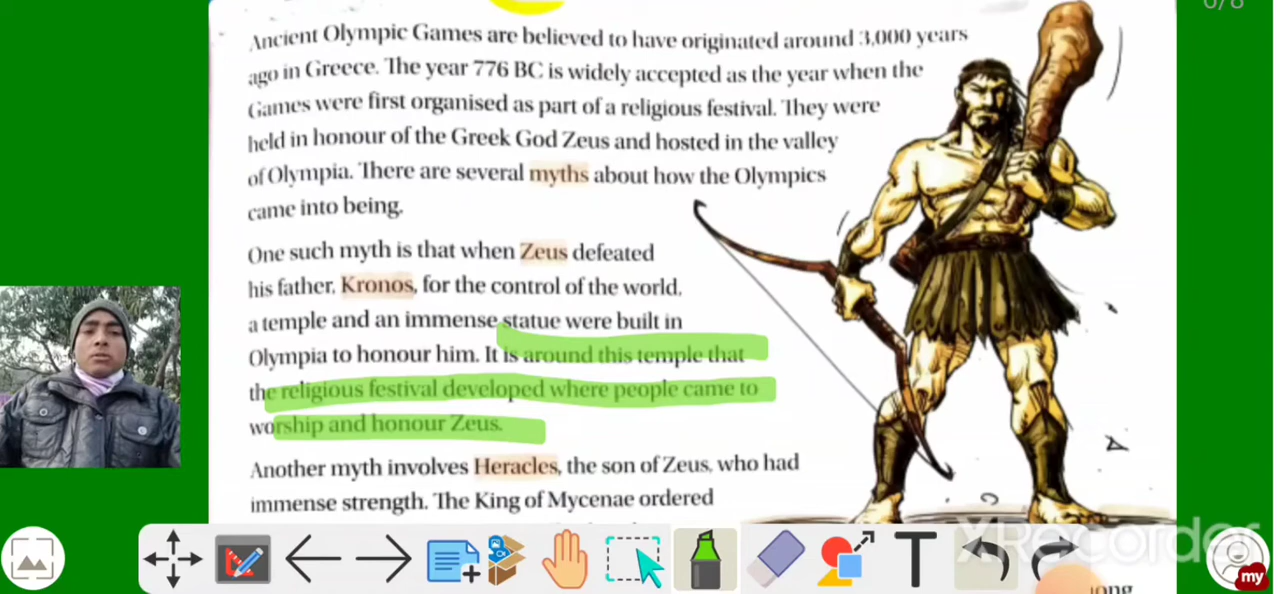 0/8
Ancient Olympic Games are believed to have originated around 3,000 years
ago in Greece. The year 776 BC is widely accepted as the year when the
Games were first organised as part of a religious festival. They were
held in honour of the Greek God Zeus and hosted in the valley
of Olympia. There are several myths about how the Olympics
came into being.
One such myth is that when Zeus defeated
his father, Kronos, for the control of the world,
a temple and an immense statue were built in
Olympia to honour him. It is around this temple that
the religious festival developed where people came to
worship and honour Zeus.
Another myth involves Heracles, the son of Zeus, who had
immense strength. The King of Mycenae ordered
XRecorder
T
my